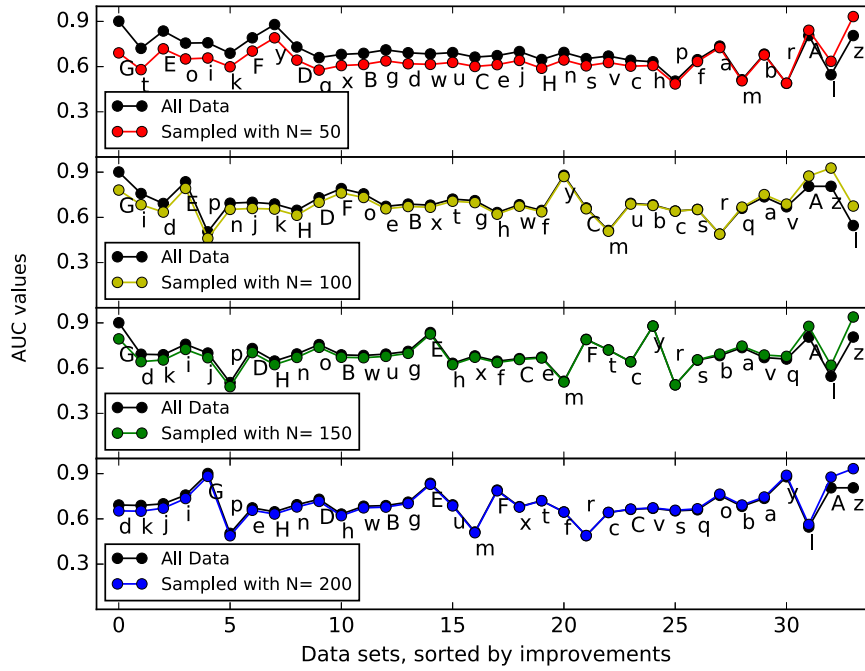 0.9
0.6
0.3
G t E o i k F y D q x B g d w u C e j H n s v c h p f a m b r A l z
All Data
Sampled with N= 50
0.9
0.6
0.3
G i d E p n j k H D F o e B x t g h w f y C m u b c s r q a v A z l
All Data
Sampled with N= 100
0.9
0.6
0.3
G d k i j p D H n o B w u g E h x f C e m F t c y r s b a v q A l z
All Data
Sampled with N= 150
0.9
0.6
0.3
d k j i G p e H n D h w B g E u m F x t f r c C v s q o b a y l A z
All Data
Sampled with N= 200
0 5 10 15 20 25 30
Data sets, sorted by improvements
AUC values